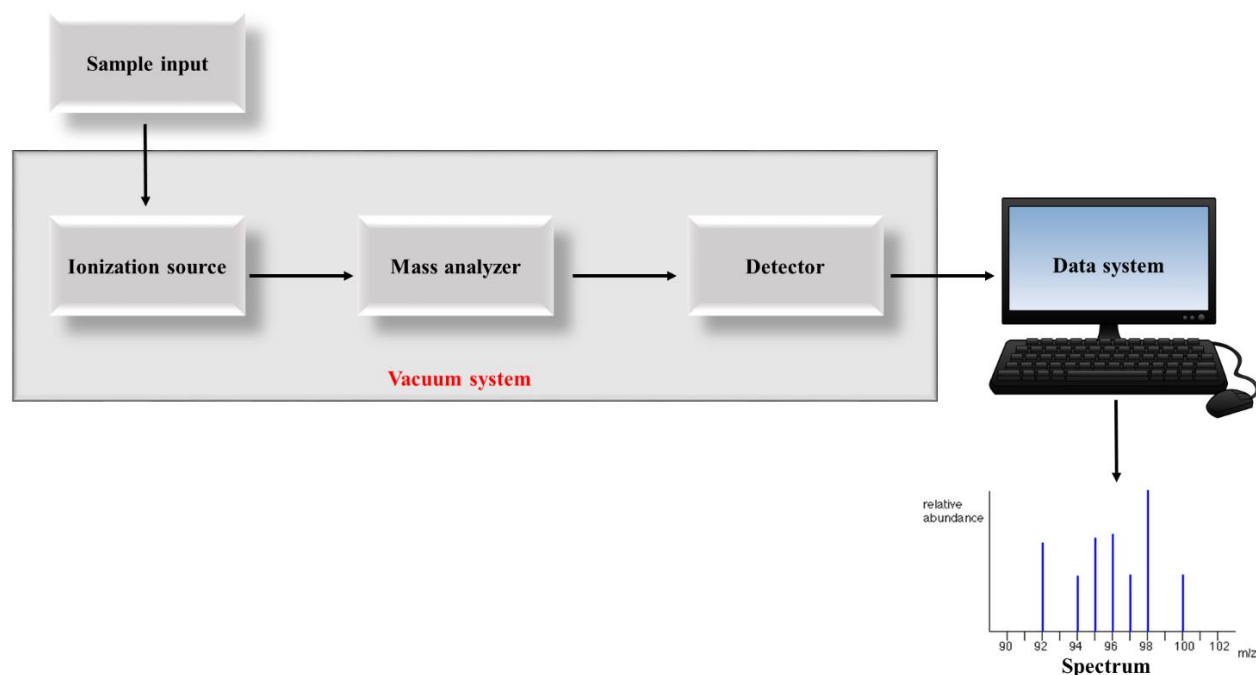 Sample input
Ionization source
Mass analyzer
Detector
Data system
Vacuum system
relative
abundance
90 92 94 96 98 100 102 m/z
Spectrum